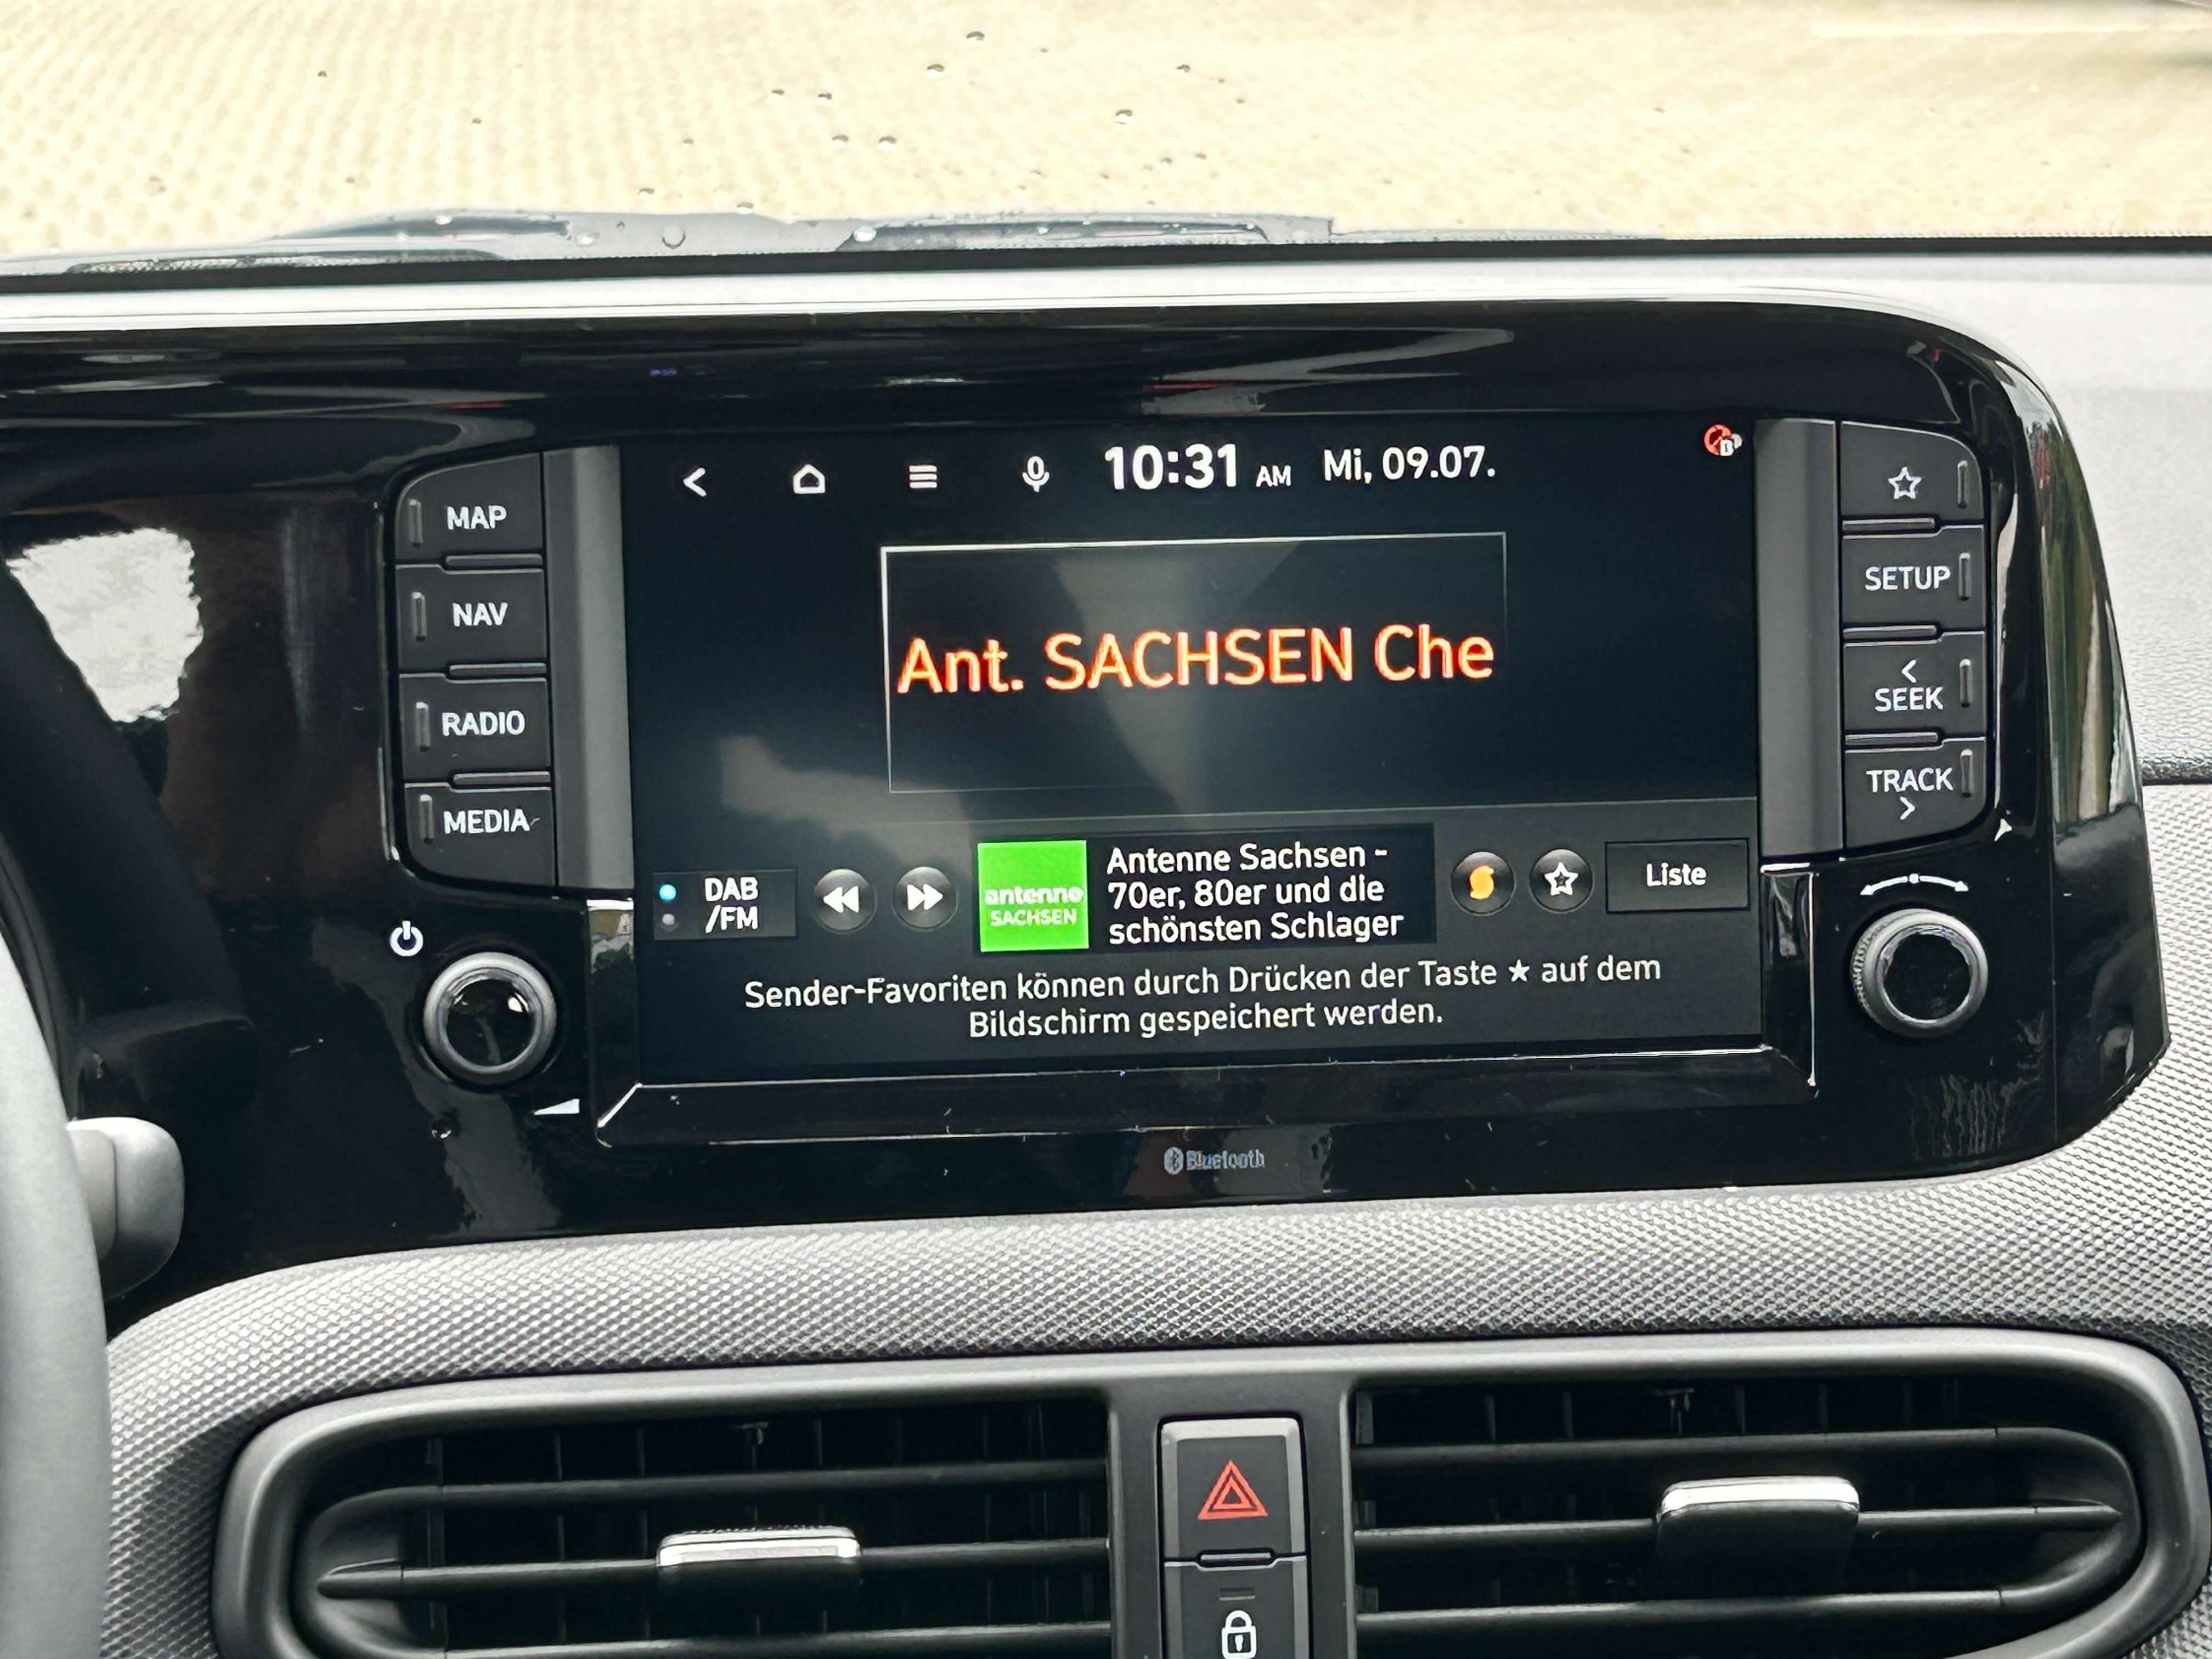 10:31 AM Mi, 09.07.
MAP
NAV
RADIO
MEDIA
Ant. SACHSEN Che
SETUP
<
SEEK
TRACK
>
DAB
/FM
antenne
SACHSEN
Antenne Sachsen -
70er, 80er und die
schönsten Schlager
Liste
Sender-Favoriten können durch Drücken der Taste ★ auf dem
Bildschirm gespeichert werden.
Bluetooth